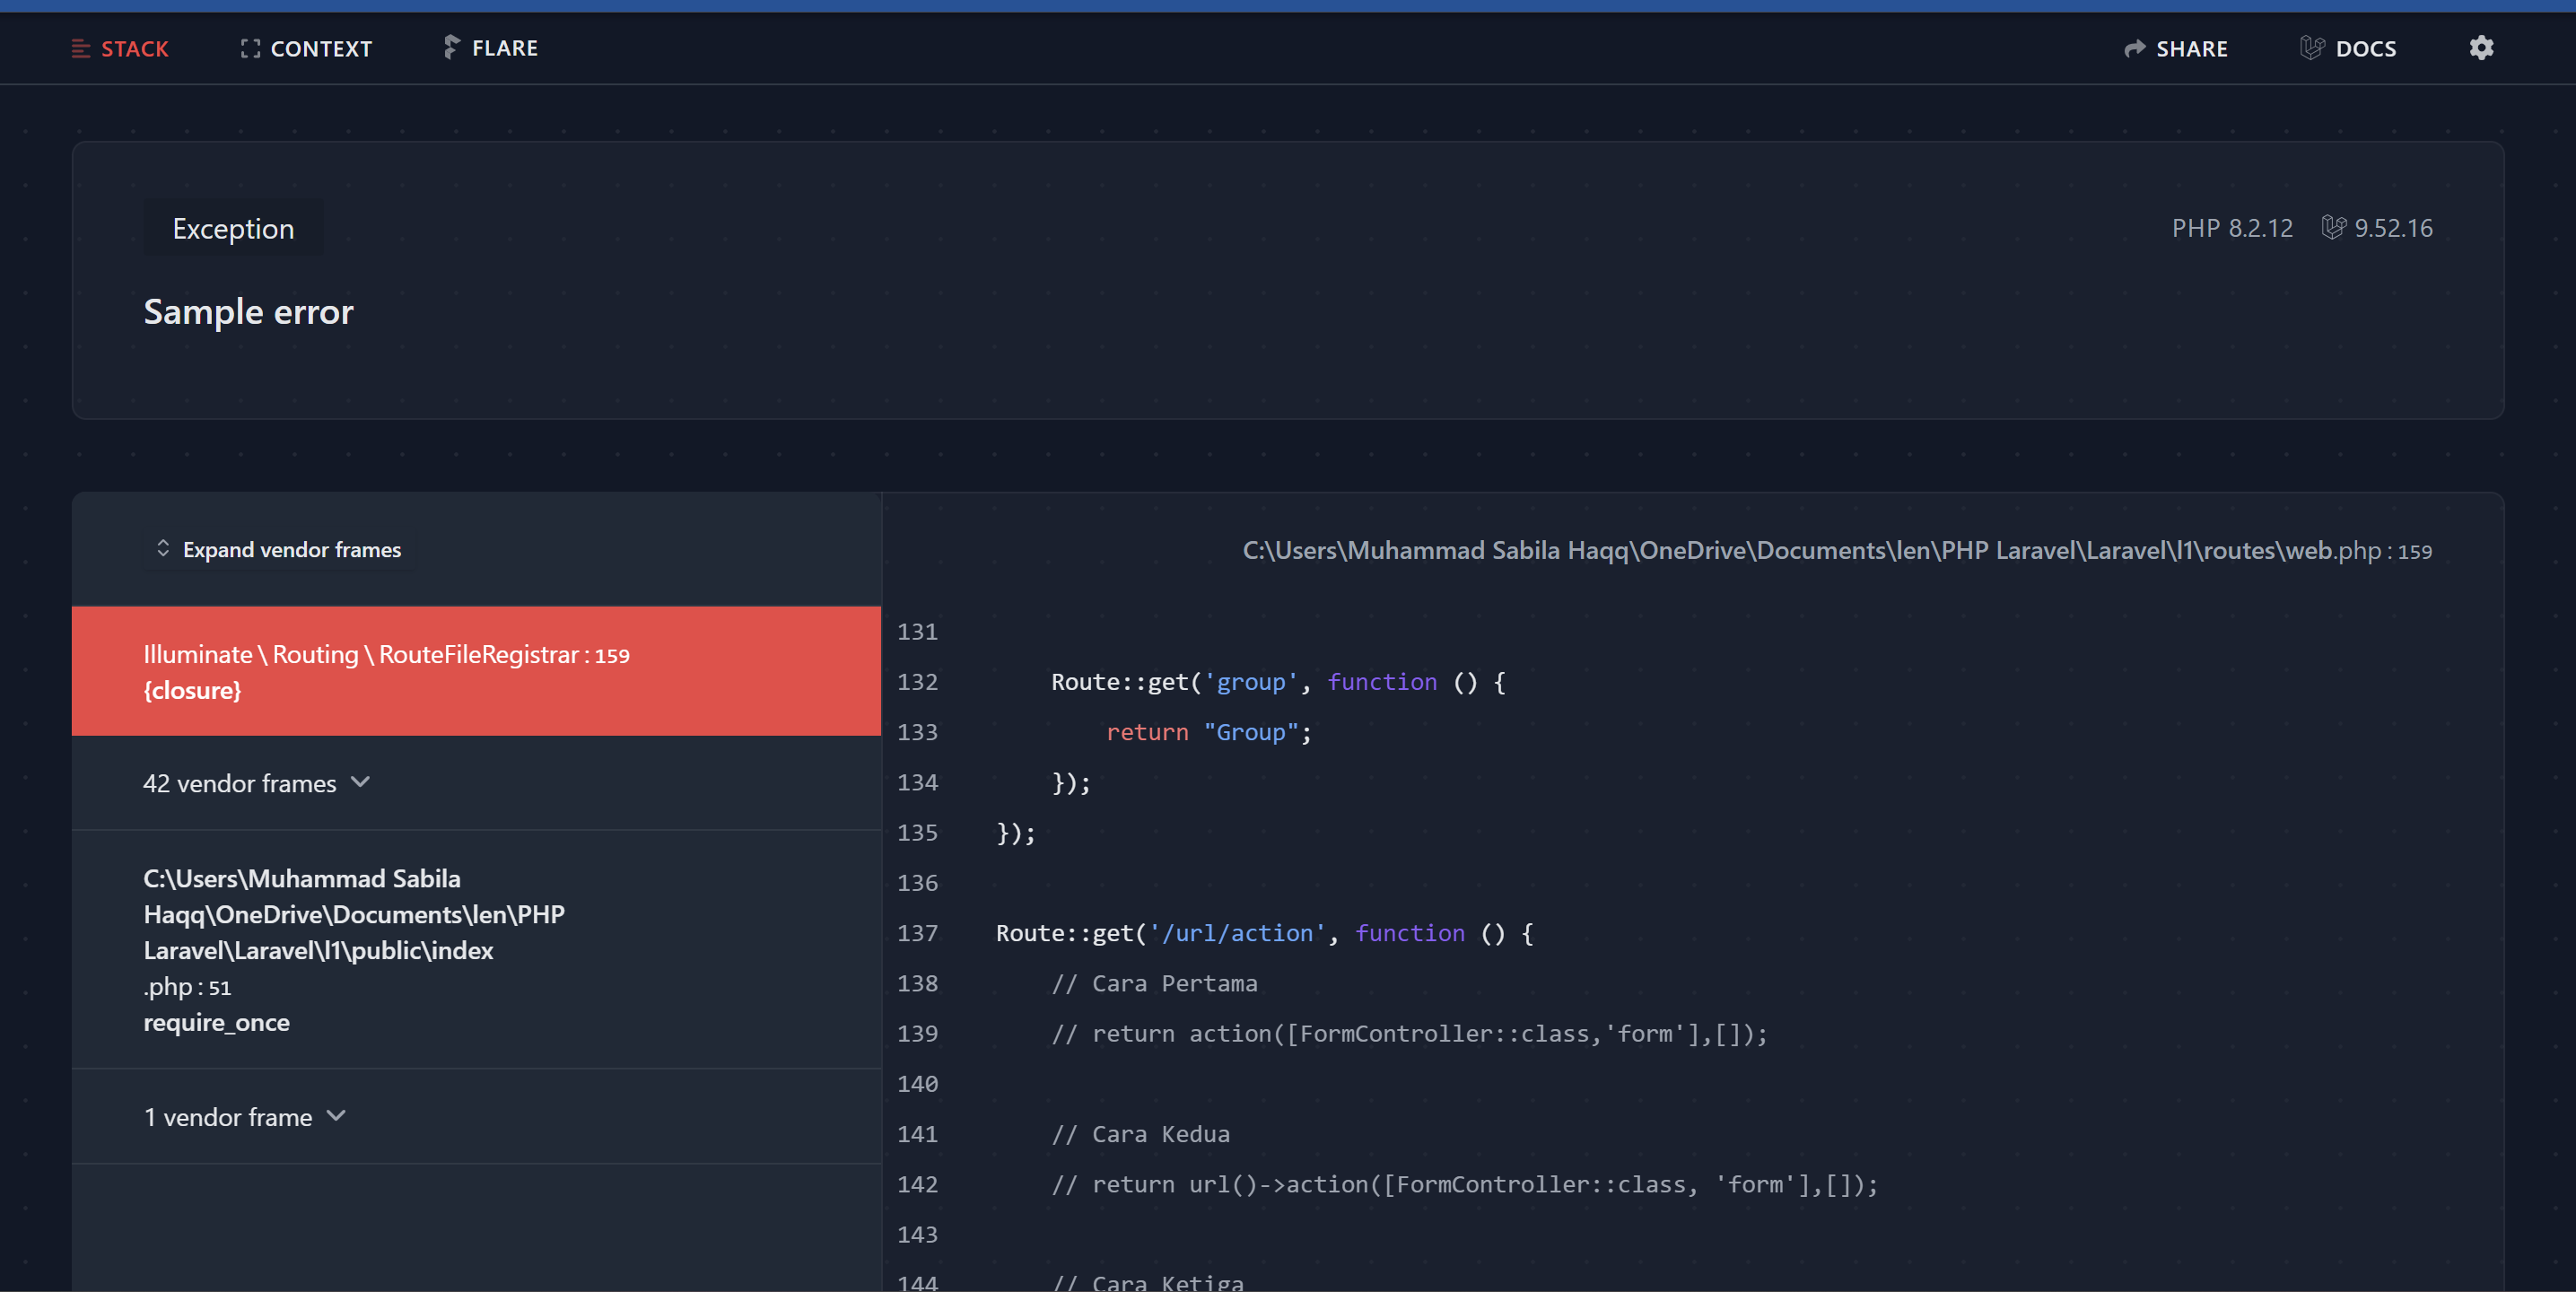 STACK CONTEXT FLARE SHARE DOCS
Exception PHP 8.2.12 9.52.16
Sample error
Expand vendor frames
Illuminate\Routing\RouteFileRegistrar:159
{closure}
42 vendor frames
C:\Users\Muhammad Sabila
Haqq\OneDrive\Documents\len\PHP
Laravel\Laravel\l1\public\index
.php:51
require_once
1 vendor frame
C:\Users\Muhammad Sabila Haqq\OneDrive\Documents\len\PHP Laravel\Laravel\l1\routes\web.php:159
131
132 Route::get('group', function () {
133 return "Group";
134 });
135 });
136
137 Route::get('/url/action', function () {
138 // Cara Pertama
139 // return action([FormController::class,'form'],[]);
140
141 // Cara Kedua
142 // return url()->action([FormController::class, 'form'],[]);
143
144 // Cara Ketiga